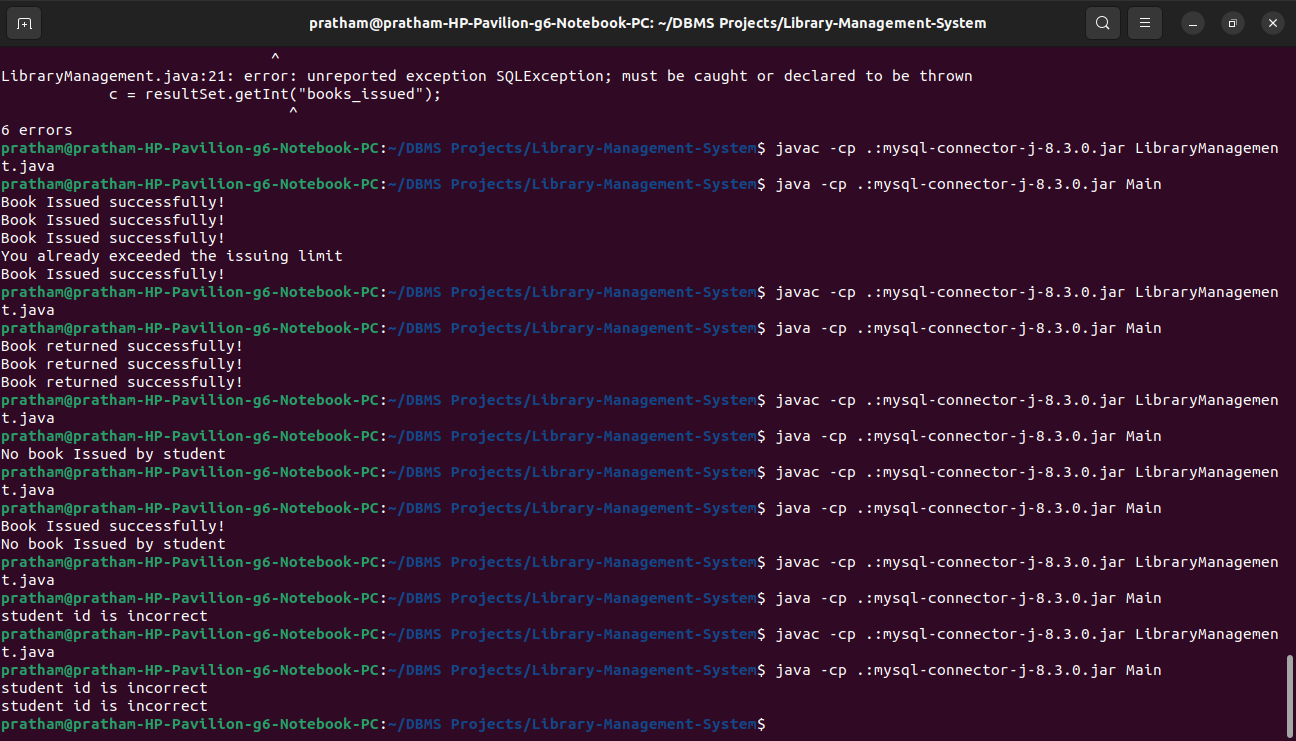 pratham@pratham-HP-Pavilion-g6-Notebook-PC: ~/DBMS Projects/Library-Management-System
^
LibraryManagement.java:21: error: unreported exception SQLException; must be caught or declared to be thrown
            c = resultSet.getInt("books_issued");
^
6 errors
pratham@pratham-HP-Pavilion-g6-Notebook-PC:~/DBMS Projects/Library-Management-System$ javac -cp .:mysql-connector-j-8.3.0.jar LibraryManagemen
t.java
pratham@pratham-HP-Pavilion-g6-Notebook-PC:~/DBMS Projects/Library-Management-System$ java -cp .:mysql-connector-j-8.3.0.jar Main
Book Issued successfully!
Book Issued successfully!
Book Issued successfully!
You already exceeded the issuing limit
Book Issued successfully!
pratham@pratham-HP-Pavilion-g6-Notebook-PC:~/DBMS Projects/Library-Management-System$ javac -cp .:mysql-connector-j-8.3.0.jar LibraryManagemen
t.java
pratham@pratham-HP-Pavilion-g6-Notebook-PC:~/DBMS Projects/Library-Management-System$ java -cp .:mysql-connector-j-8.3.0.jar Main
Book returned successfully!
Book returned successfully!
Book returned successfully!
pratham@pratham-HP-Pavilion-g6-Notebook-PC:~/DBMS Projects/Library-Management-System$ javac -cp .:mysql-connector-j-8.3.0.jar LibraryManagemen
t.java
pratham@pratham-HP-Pavilion-g6-Notebook-PC:~/DBMS Projects/Library-Management-System$ java -cp .:mysql-connector-j-8.3.0.jar Main
No book Issued by student
pratham@pratham-HP-Pavilion-g6-Notebook-PC:~/DBMS Projects/Library-Management-System$ javac -cp .:mysql-connector-j-8.3.0.jar LibraryManagemen
t.java
pratham@pratham-HP-Pavilion-g6-Notebook-PC:~/DBMS Projects/Library-Management-System$ java -cp .:mysql-connector-j-8.3.0.jar Main
Book Issued successfully!
No book Issued by student
pratham@pratham-HP-Pavilion-g6-Notebook-PC:~/DBMS Projects/Library-Management-System$ javac -cp .:mysql-connector-j-8.3.0.jar LibraryManagemen
t.java
pratham@pratham-HP-Pavilion-g6-Notebook-PC:~/DBMS Projects/Library-Management-System$ java -cp .:mysql-connector-j-8.3.0.jar Main
student id is incorrect
pratham@pratham-HP-Pavilion-g6-Notebook-PC:~/DBMS Projects/Library-Management-System$ javac -cp .:mysql-connector-j-8.3.0.jar LibraryManagemen
t.java
pratham@pratham-HP-Pavilion-g6-Notebook-PC:~/DBMS Projects/Library-Management-System$ java -cp .:mysql-connector-j-8.3.0.jar Main
student id is incorrect
student id is incorrect
pratham@pratham-HP-Pavilion-g6-Notebook-PC:~/DBMS Projects/Library-Management-System$